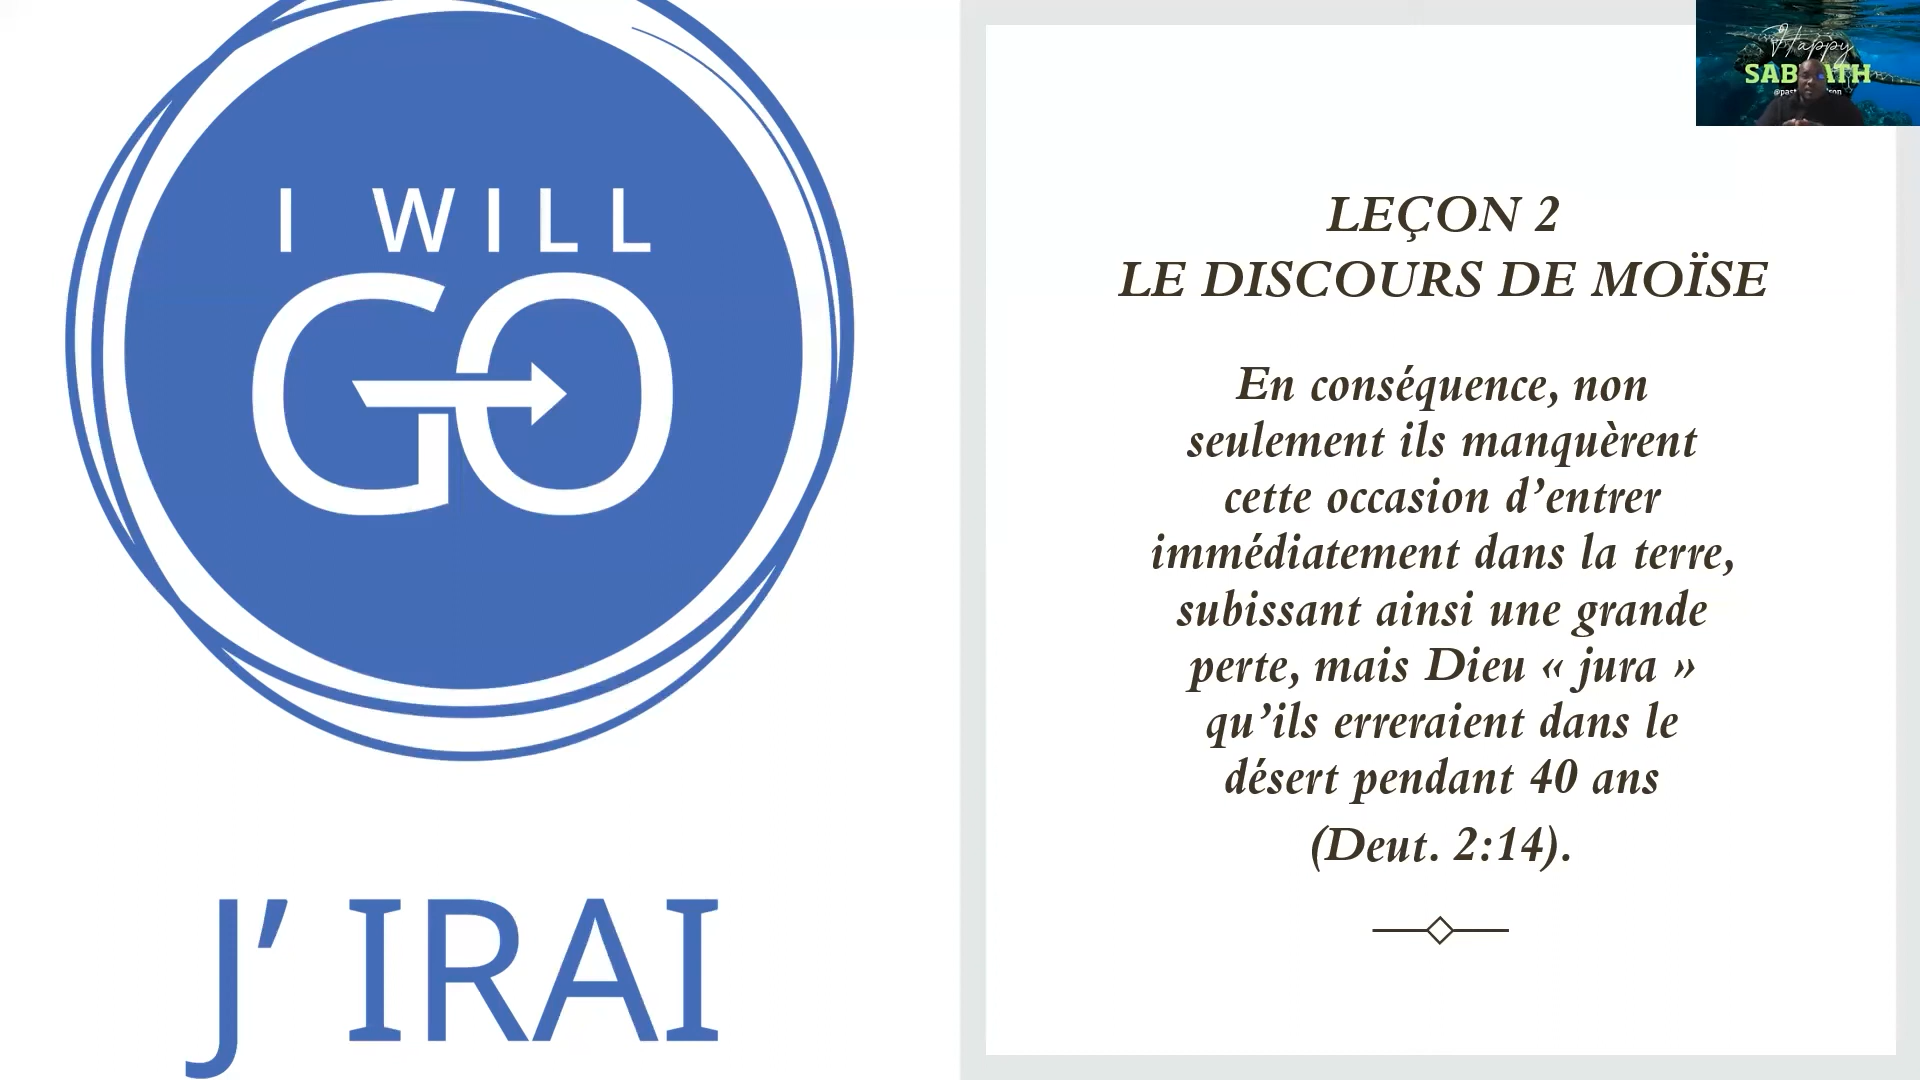 I WILL
GO
J’ IRAI
Happy
SABBATH
LEÇON 2
LE DISCOURS DE MOÏSE
En conséquence, non
seulement ils manquèrent
cette occasion d’entrer
immédiatement dans la terre,
subissant ainsi une grande
perte, mais Dieu « jura »
qu’ils erreraient dans le
désert pendant 40 ans
(Deut. 2:14).